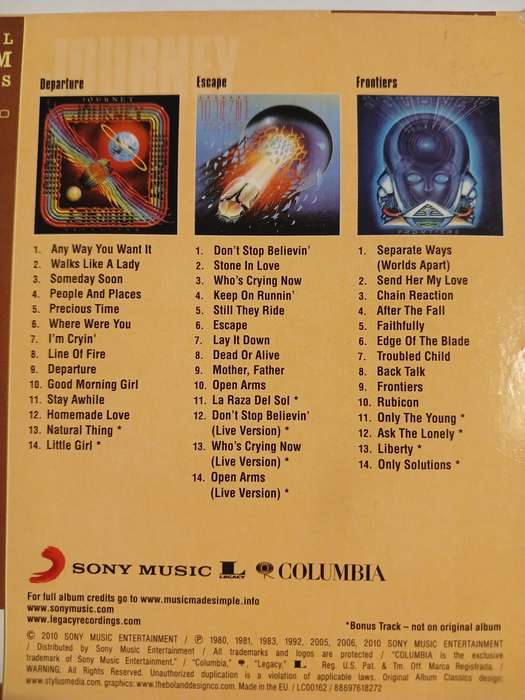 L
M
S
JOURNEY
Departure
JOURNEY
1. Any Way You Want It
2. Walks Like A Lady
3. Someday Soon
4. People And Places
5. Precious Time
6. Where Were You
7. I'm Cryin'
8. Line Of Fire
9. Departure
10. Good Morning Girl
11. Stay Awhile
12. Homemade Love
13. Natural Thing *
14. Little Girl *
Escape
1. Don't Stop Believin'
2. Stone In Love
3. Who's Crying Now
4. Keep On Runnin'
5. Still They Ride
6. Escape
7. Lay It Down
8. Dead Or Alive
9. Mother, Father
10. Open Arms
11. La Raza Del Sol *
12. Don't Stop Believin'
(Live Version) *
13. Who's Crying Now
(Live Version) *
14. Open Arms
(Live Version) *
Frontiers
FRONTIERS
1. Separate Ways
(Worlds Apart)
2. Send Her My Love
3. Chain Reaction
4. After The Fall
5. Faithfully
6. Edge Of The Blade
7. Troubled Child
8. Back Talk
9. Frontiers
10. Rubicon
11. Only The Young *
12. Ask The Lonely *
13. Liberty *
14. Only Solutions *
SONY MUSIC L LEGACY COLUMBIA
For full album credits go to www.musicmadesimple.info
www.sonymusic.com
www.legacyrecordings.com
*Bonus Track – not on original album
© 2010 SONY MUSIC ENTERTAINMENT / ℗ 1980, 1981, 1983, 1992, 2005, 2006, 2010 SONY MUSIC ENTERTAINMENT
/ Distributed by Sony Music Entertainment / All trademarks and logos are protected / "COLUMBIA is the exclusive
trademark of Sony Music Entertainment." / "Columbia," , "Legacy," L Reg. U.S. Pat. & Tm. Off. Marca Registrada. /
WARNING: All Rights Reserved. Unauthorized duplication is a violation of applicable laws. Original Album Classics design:
www.stylusmedia.com, graphics: www.thebolanddesignco.com. Made in the EU. / LC00162 / 88697618272